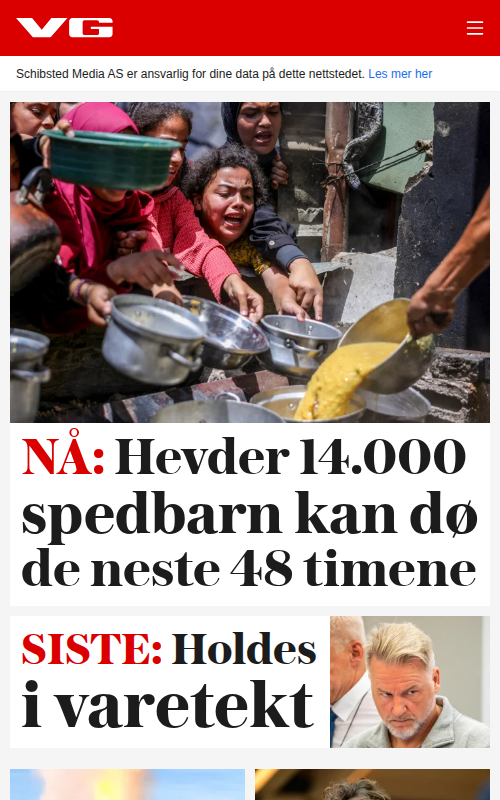 VG
Schibsted Media AS er ansvarlig for dine data på dette nettstedet. Les mer her
NÅ: Hevder 14.000
spedbarn kan dø
de neste 48 timene
SISTE: Holdes
i varetekt